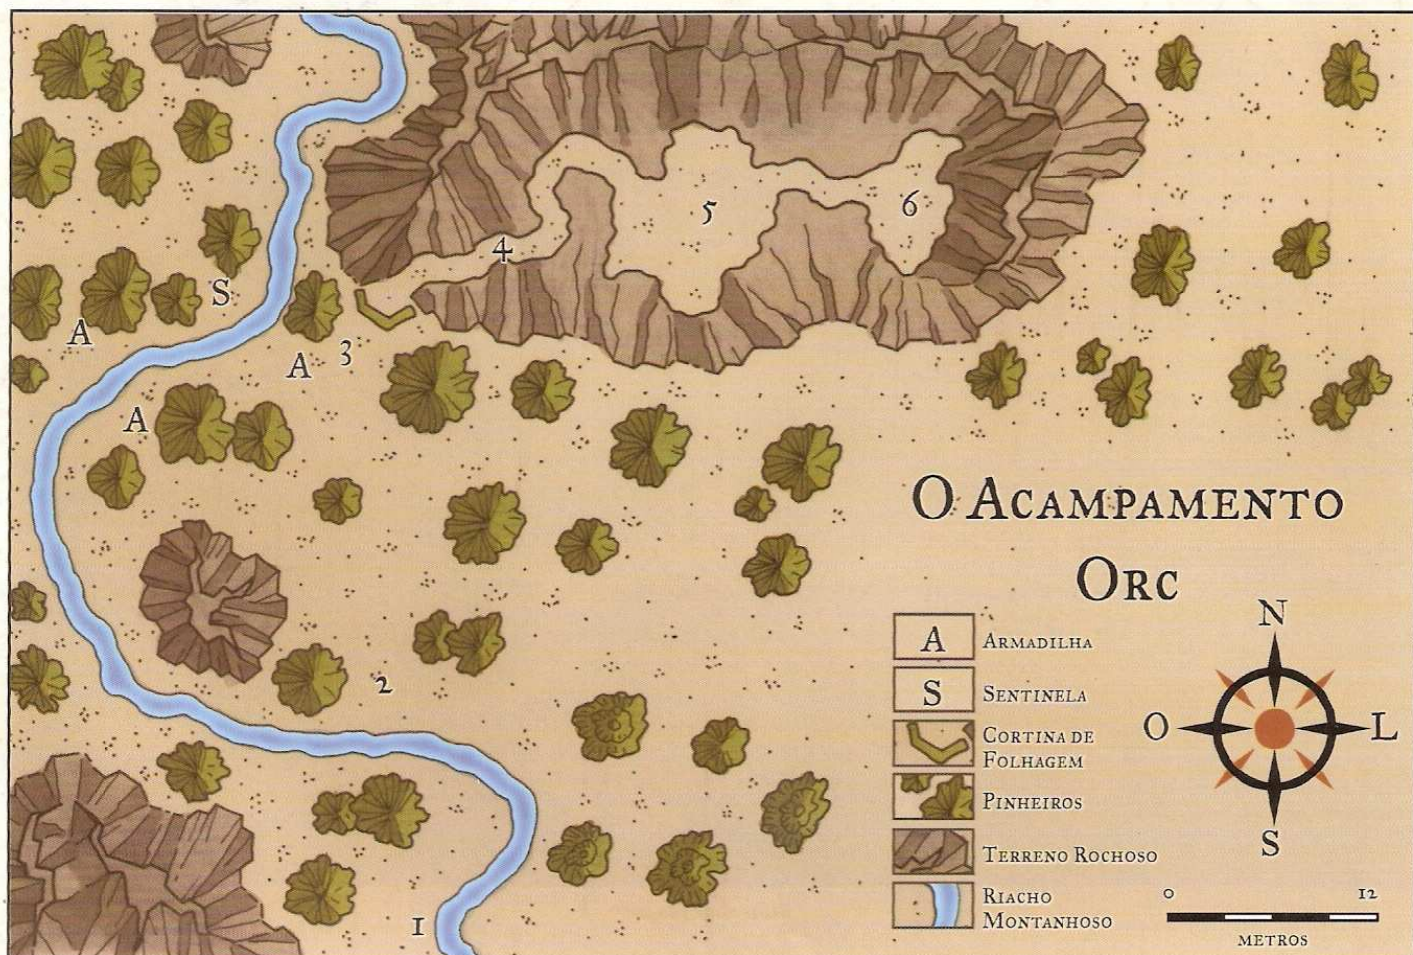 S
A
A
3
A
4
5
6
2
1
O Acampamento
Orc
A Armadilha
S Sentinela
Cortina de
Folhagem
Pinheiros
Terreno Rochoso
Riacho
Montanhoso
N
O
L
S
0 12
metros